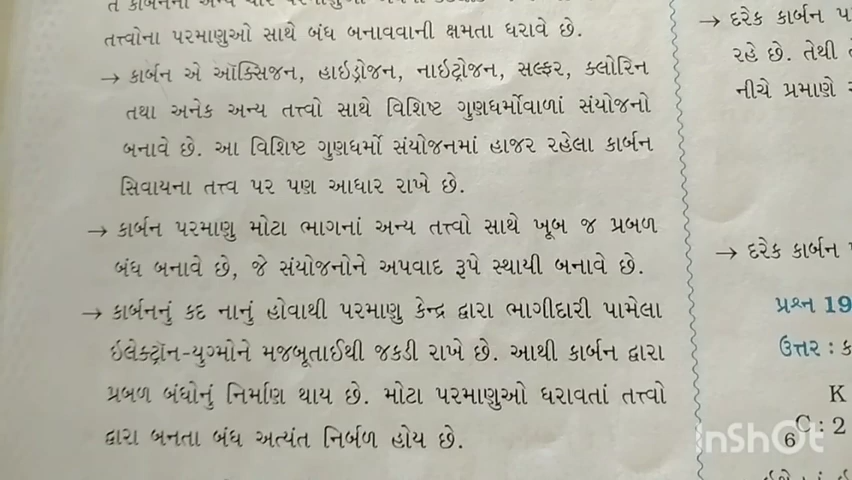 તત્ત્વોના પરમાણુઓ સાથે બંધ બનાવવાની ક્ષમતા ધરાવે છે.
→ કાર્બન એ ઑક્સિજન, હાઇડ્રોજન, નાઇટ્રોજન, સલ્ફર, ક્લોરિન
તથા અનેક અન્ય તત્ત્વો સાથે વિશિષ્ટ ગુણધર્મોવાળાં સંયોજનો
બનાવે છે. આ વિશિષ્ટ ગુણધર્મો સંયોજનમાં હાજર રહેલા કાર્બન
સિવાયના તત્ત્વ પર પણ આધાર રાખે છે.
→ કાર્બન પરમાણુ મોટા ભાગનાં અન્ય તત્ત્વો સાથે ખૂબ જ પ્રબળ
બંધ બનાવે છે, જે સંયોજનોને અપવાદ રૂપે સ્થાયી બનાવે છે.
→ કાર્બનનું કદ નાનું હોવાથી પરમાણુ કેન્દ્ર દ્વારા ભાગીદારી પામેલા
ઇલેક્ટ્રૉન-યુગ્મોને મજબૂતાઈથી જકડી રાખે છે. આથી કાર્બન દ્વારા
પ્રબળ બંધોનું નિર્માણ થાય છે. મોટા પરમાણુઓ ધરાવતાં તત્ત્વો
દ્વારા બનતા બંધ અત્યંત નિર્બળ હોય છે.
→ દરેક કાર્બન
રહે છે. તેથી
નીચે પ્રમાણે
→ દરેક કાર્બન
પ્રશ્ન 19
ઉત્તર :
K
6C : 2
InShOt